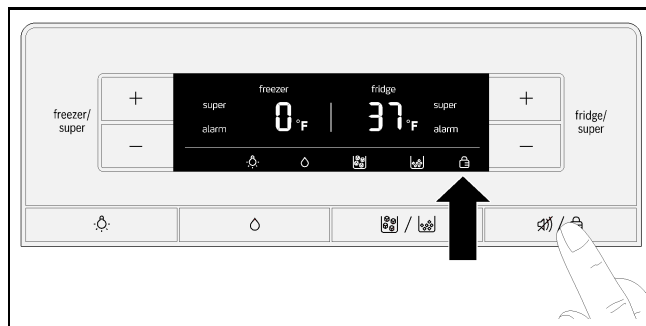 freezer/
super
+
−
freezer
super
alarm
0°F
fridge
37°F
super
alarm
+
−
fridge/
super
/
/